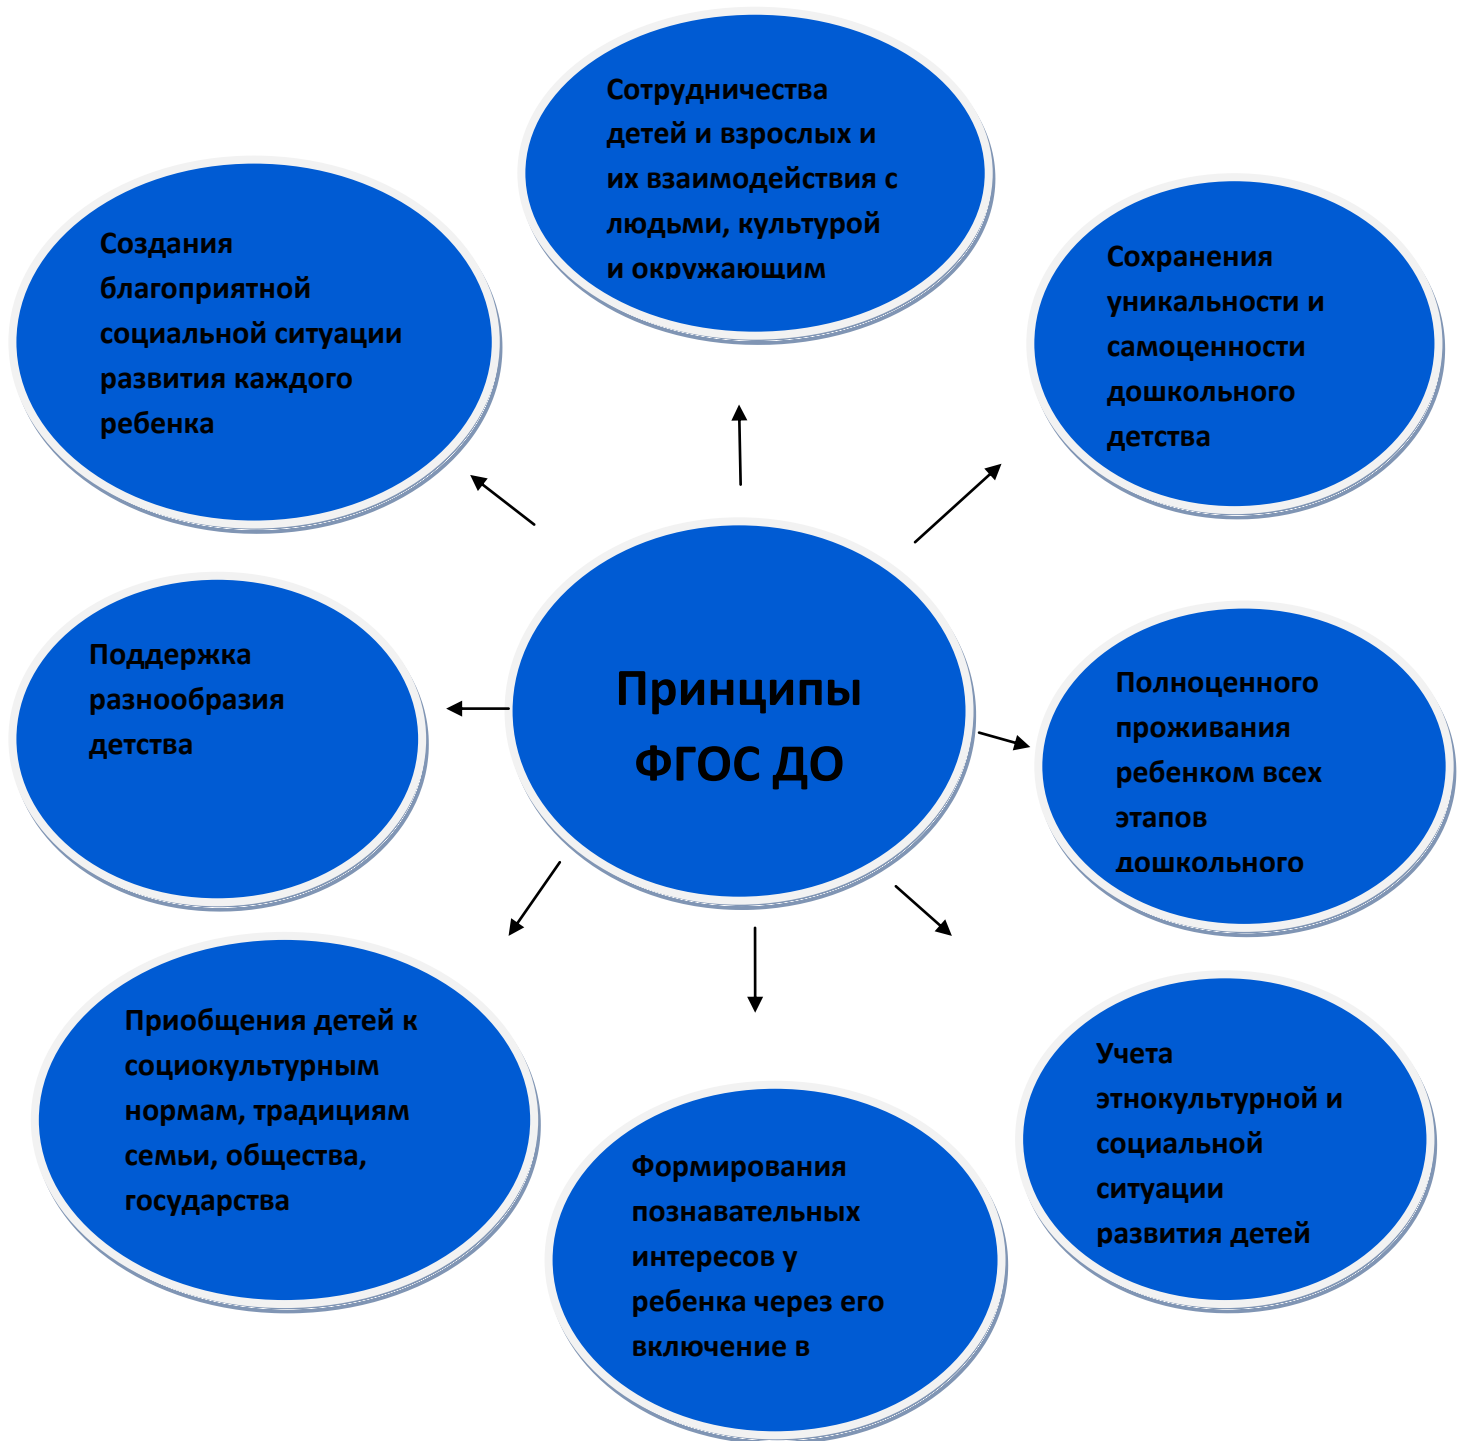 Сотрудничества
детей и взрослых и
их взаимодействия с
людьми, культурой
и окружающим
Создания
благоприятной
социальной ситуации
развития каждого
ребенка
Сохранения
уникальности и
самоценности
дошкольного
детства
Поддержка
разнообразия
детства
Принципы
ФГОС ДО
Полноценного
проживания
ребенком всех
этапов
дошкольного
Приобщения детей к
социокультурным
нормам, традициям
семьи, общества,
государства
Формирования
познавательных
интересов у
ребенка через его
включение в
Учета
этнокультурной и
социальной
ситуации
развития детей